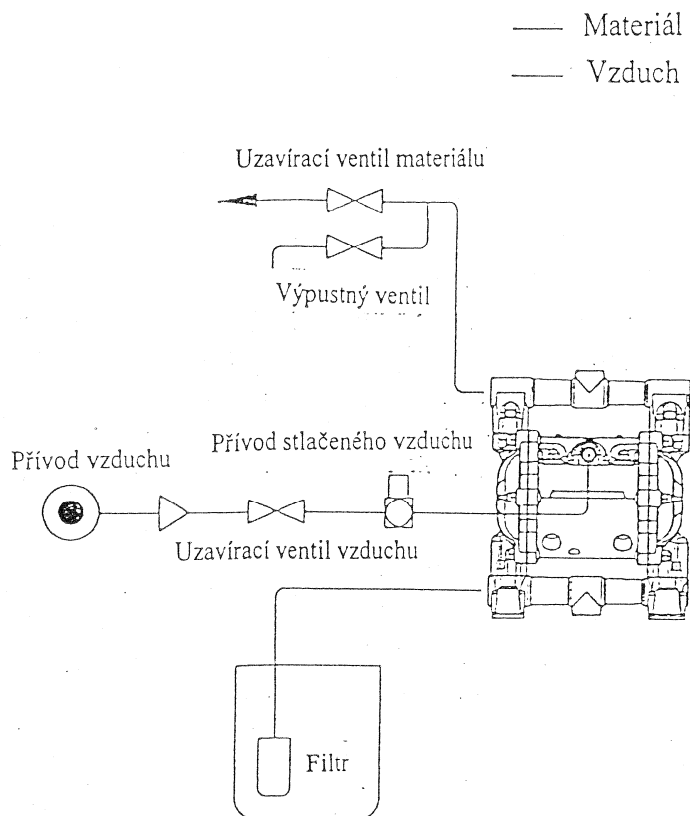 Materiál
Vzduch
Uzavírací ventil materiálu
Výpustný ventil
Přívod stlačeného vzduchu
Přívod vzduchu
Uzavírací ventil vzduchu
Filtr